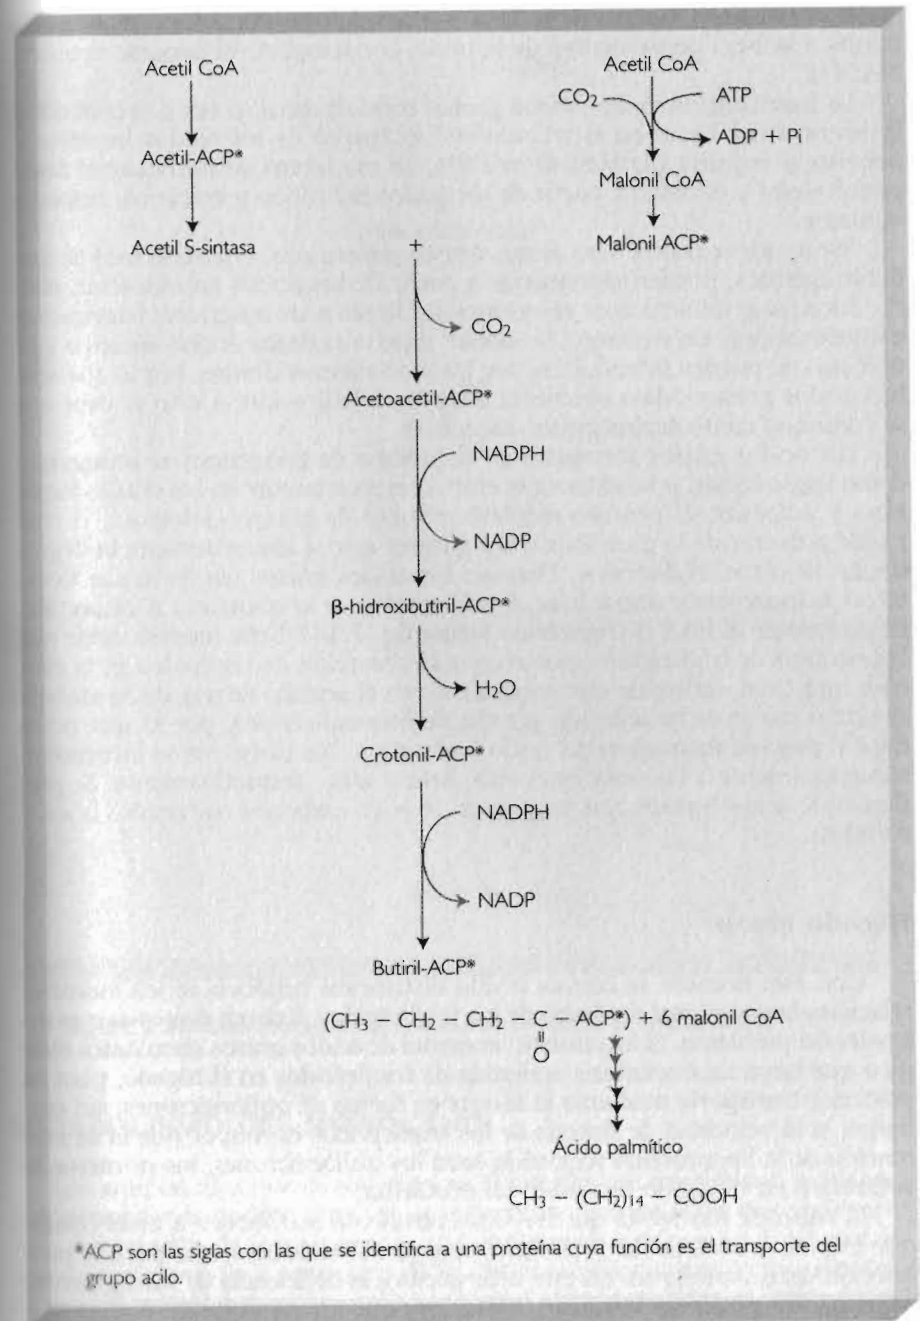 Acetil CoA
Acetil CoA
CO2
ATP
ADP + Pi
Acetil-ACP*
Malonil CoA
Acetil S-sintasa
+
Malonil ACP*
CO2
Acetoacetil-ACP*
NADPH
NADP
β-hidroxibutiril-ACP*
H2O
Crotonil-ACP*
NADPH
NADP
Butiril-ACP*
(CH3 – CH2 – CH2 – C – ACP*) + 6 malonil CoA
O
Ácido palmítico
CH3 – (CH2)14 – COOH
*ACP son las siglas con las que se identifica a una proteína cuya función es el transporte del
grupo acilo.